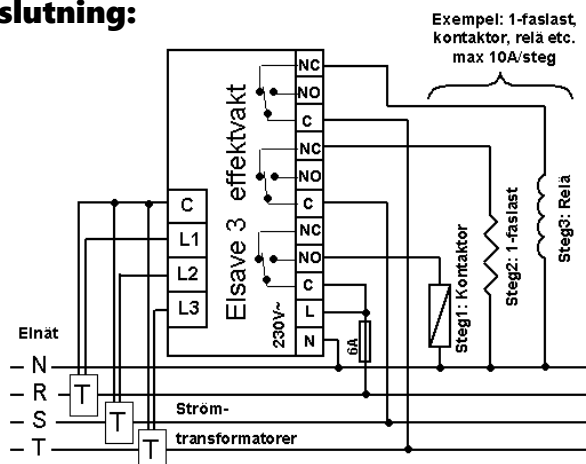 slutning:
Exempel: 1-faslast,
kontaktor, relä etc.
max 10A/steg
Elsave 3 effektvakt
230V~
NC
NO
C
NC
NO
C
NC
NO
C
L
N
C
L1
L2
L3
6A
Steg1: Kontaktor
Steg2: 1-faslast
Steg3: Relä
Elnät
N
R
S
T
T
T
T
Ström-
transformatorer